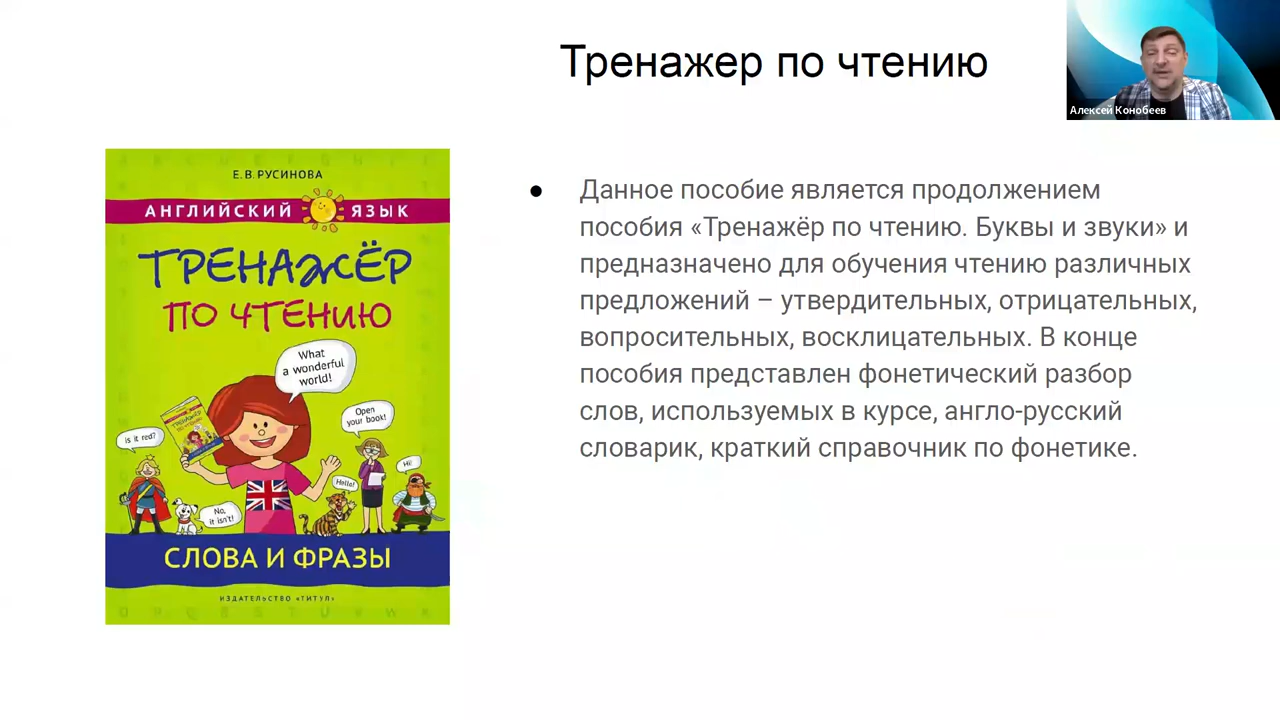 Тренажер по чтению
Алексей Конобеев
Е. В. РУСИНОВА
АНГЛИЙСКИЙ ЯЗЫК
ТРЕНАЖЁР
ПО ЧТЕНИЮ
What
a wonderful
world!
Open
your book!
Is it red?
Hi!
Hello!
No,
it isn't!
СЛОВА И ФРАЗЫ
ИЗДАТЕЛЬСТВО «ТИТУЛ»
● Данное пособие является продолжением
пособия «Тренажёр по чтению. Буквы и звуки» и
предназначено для обучения чтению различных
предложений – утвердительных, отрицательных,
вопросительных, восклицательных. В конце
пособия представлен фонетический разбор
слов, используемых в курсе, англо-русский
словарик, краткий справочник по фонетике.